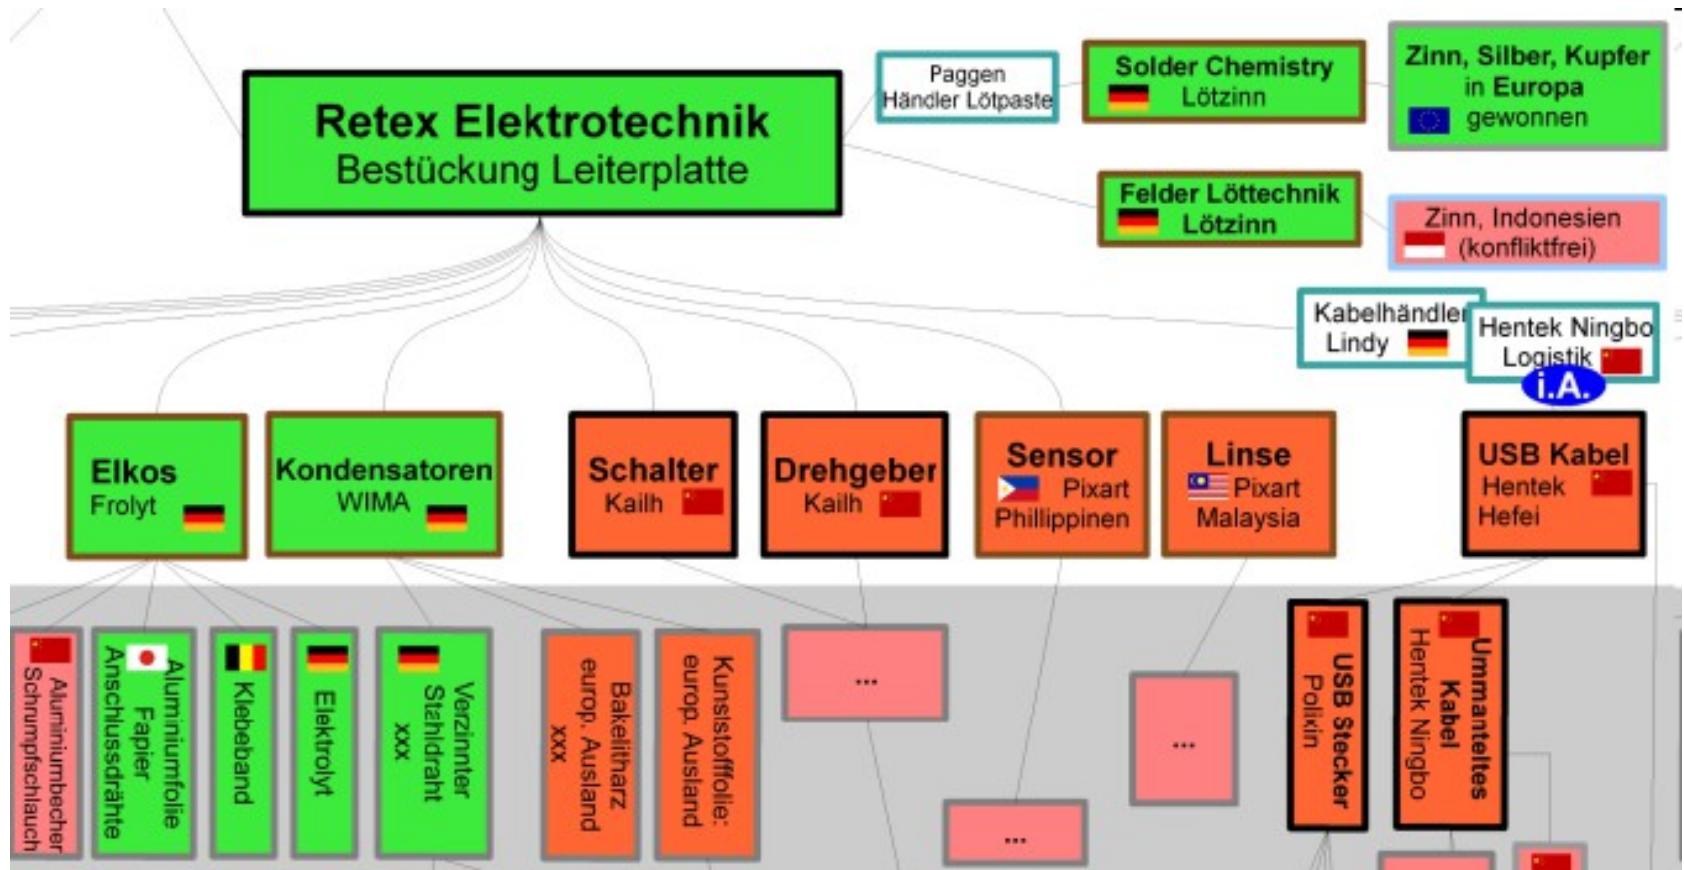 Retex Elektrotechnik
Bestückung Leiterplatte
Paggen
Händler Lötpaste
Solder Chemistry
Lötzinn
Zinn, Silber, Kupfer
in Europa
gewonnen
Felder Löttechnik
Lötzinn
Zinn, Indonesien
(konfliktfrei)
Kabelhändler
Lindy
Hentek Ningbo
Logistik
i.A.
Elkos
Frolyt
Kondensatoren
WIMA
Schalter
Kailh
Drehgeber
Kailh
Sensor
Pixart
Phillippinen
Linse
Pixart
Malaysia
USB Kabel
Hentek
Hefei
Aluminiumbecher
Schrumpfschlauch
Aluminiumfolie
Papier
Anschlussdrähte
Klebeband
Elektrolyt
Verzinnter
Stahldraht
xxx
Bakelitharz
europ. Ausland
xxx
Kunststofffolie:
europ. Ausland
...
...
...
USB Stecker
Polixin
Ummanteltes
Kabel
Hentek Ningbo